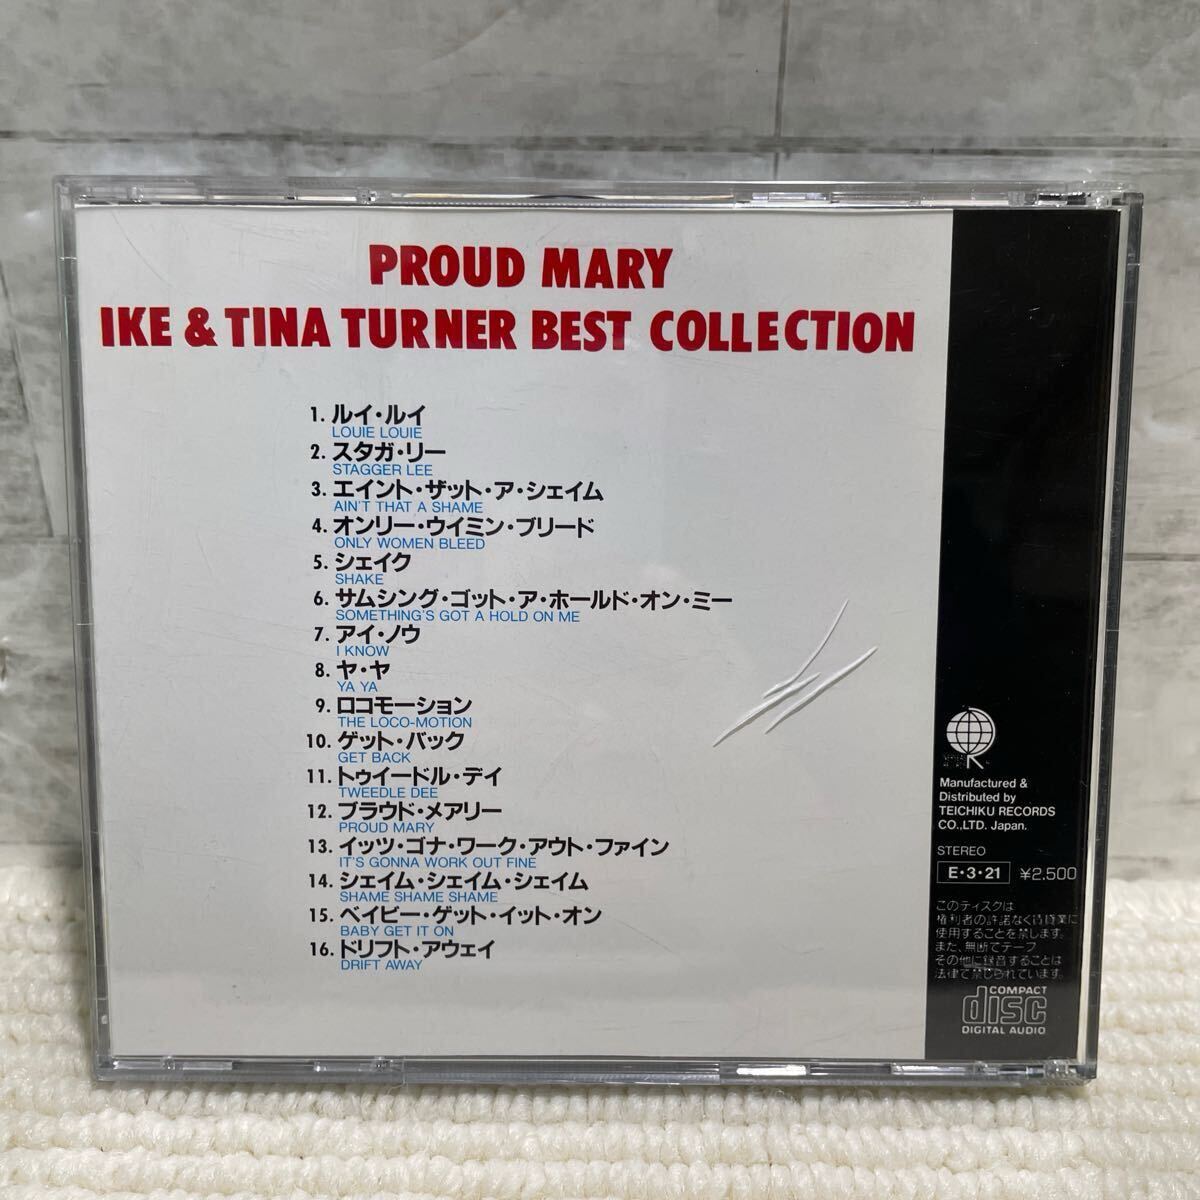 PROUD MARY
IKE & TINA TURNER BEST COLLECTION
1. ルイ・ルイ
LOUIE LOUIE
2. スタガ・リー
STAGGER LEE
3. エイント・ザット・ア・シェイム
AIN'T THAT A SHAME
4. オンリー・ウイミン・ブリード
ONLY WOMEN BLEED
5. シェイク
SHAKE
6. サムシング・ゴット・ア・ホールド・オン・ミー
SOMETHING'S GOT A HOLD ON ME
7. アイ・ノウ
I KNOW
8. ヤ・ヤ
YA YA
9. ロコモーション
THE LOCO-MOTION
10. ゲット・バック
GET BACK
11. トゥイードル・デイ
TWEEDLE DEE
12. プラウド・メアリー
PROUD MARY
13. イッツ・ゴナ・ワーク・アウト・ファイン
IT'S GONNA WORK OUT FINE
14. シェイム・シェイム・シェイム
SHAME SHAME SHAME
15. ベイビー・ゲット・イット・オン
BABY GET IT ON
16. ドリフト・アウェイ
DRIFT AWAY
Manufactured &
Distributed by
TEICHIKU RECORDS
CO.,LTD. Japan.
STEREO
E・3・21 ¥2,500
このディスクは
権利者の許諾なく賃貸業に
使用することを禁じます。
また、無断でテープ
その他に録音することは
法律で禁じられています。
COMPACT
disc
DIGITAL AUDIO